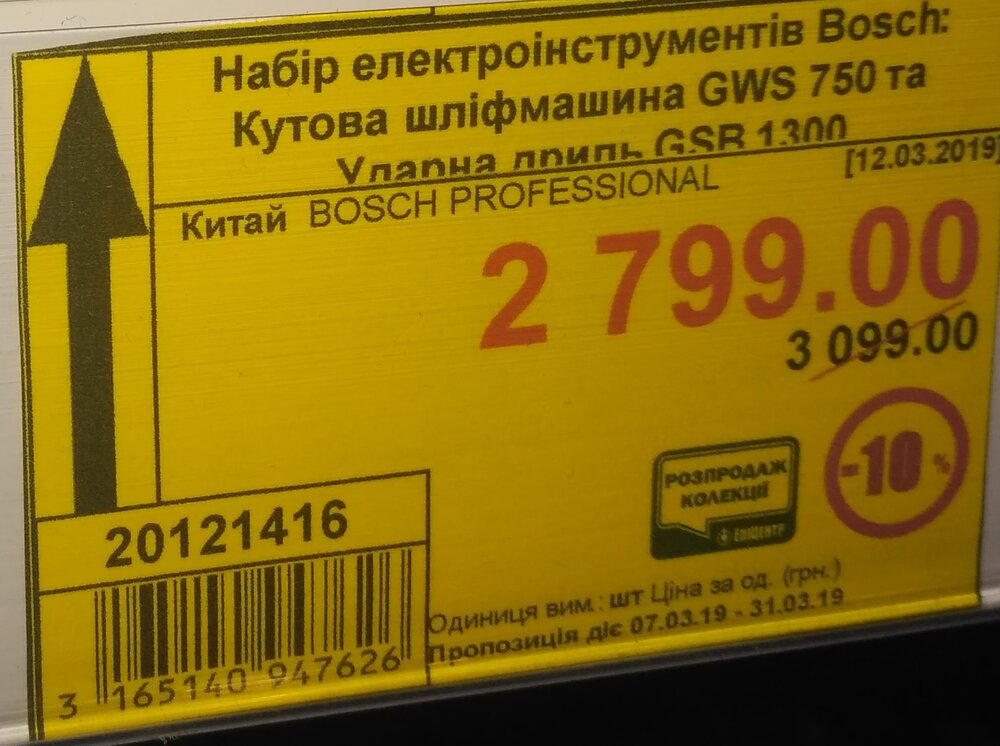 Набір електроінструментів Bosch:
Кутова шліфмашина GWS 750 та
Ударна дриль GSB 1300
[12.03.2019]
Китай BOSCH PROFESSIONAL
2 799.00
3 099.00
-10%
РОЗПРОДАЖ
КОЛЕКЦІЇ
ЕПІЦЕНТР
20121416
Одиниця вим.: шт Ціна за од. (грн.)
Пропозиція діє 07.03.19 - 31.03.19
3 165140 947626